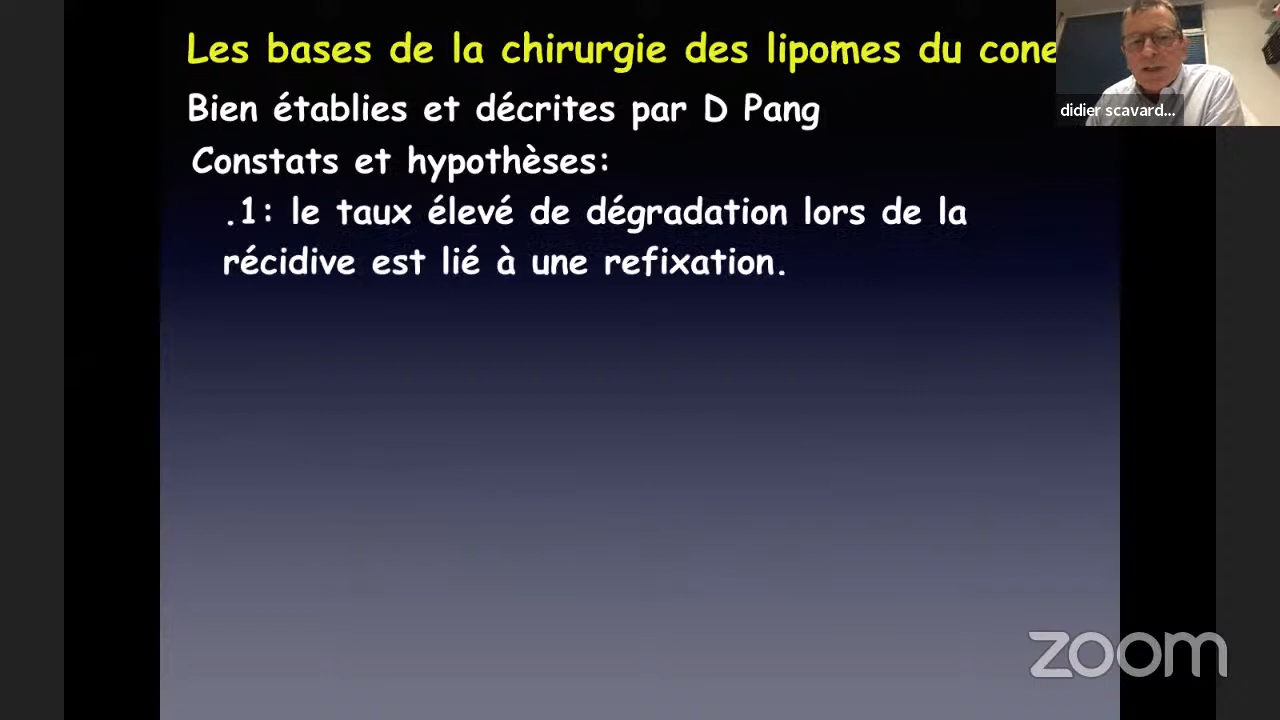 Les bases de la chirurgie des lipomes du cone
Bien établies et décrites par D Pang
Constats et hypothèses:
.1: le taux élevé de dégradation lors de la
récidive est lié à une refixation.
didier scavard...
zoom